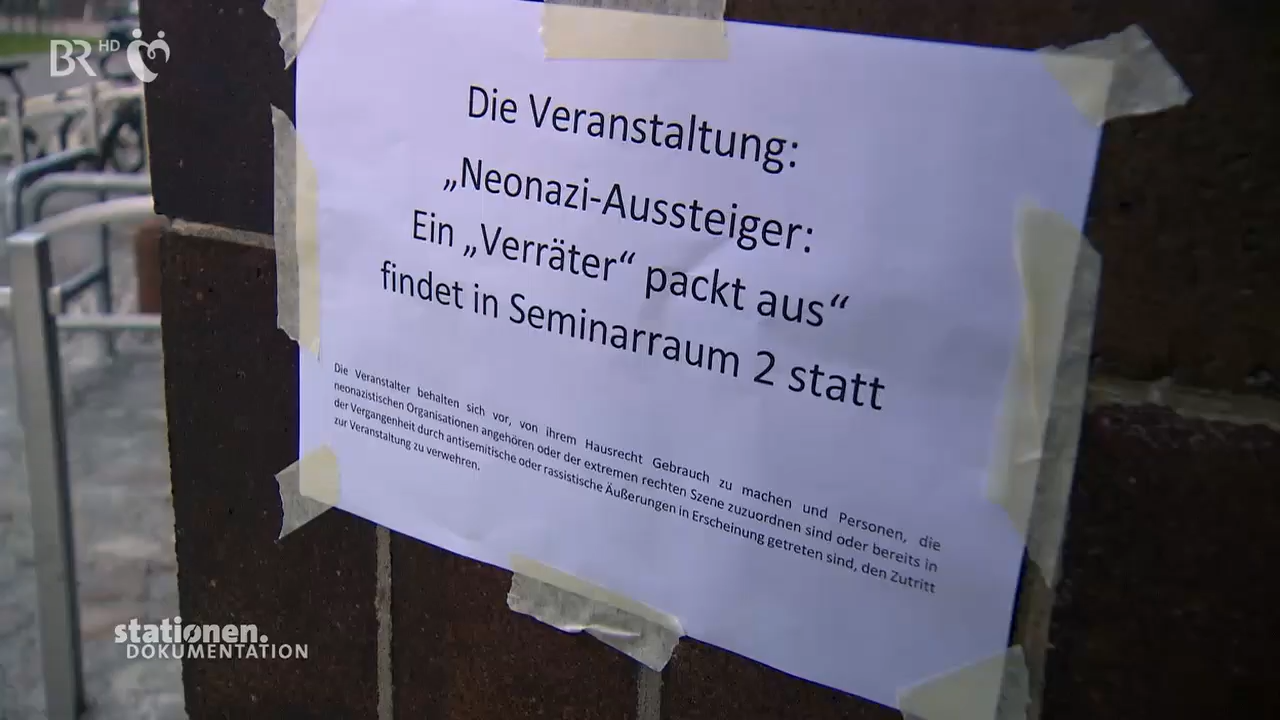 BR HD
Die Veranstaltung:
„Neonazi-Aussteiger:
Ein „Verräter“ packt aus“
findet in Seminarraum 2 statt
Die Veranstalter behalten sich vor, von ihrem Hausrecht Gebrauch zu machen und Personen, die
neonazistischen Organisationen angehören oder der extremen rechten Szene zuzuordnen sind oder bereits in
der Vergangenheit durch antisemitische oder rassistische Äußerungen in Erscheinung getreten sind, den Zutritt
zur Veranstaltung zu verwehren.
stationen.
DOKUMENTATION